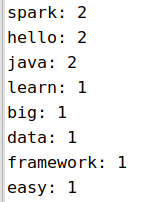 spark: 2
hello: 2
java: 2
learn: 1
big: 1
data: 1
framework: 1
easy: 1